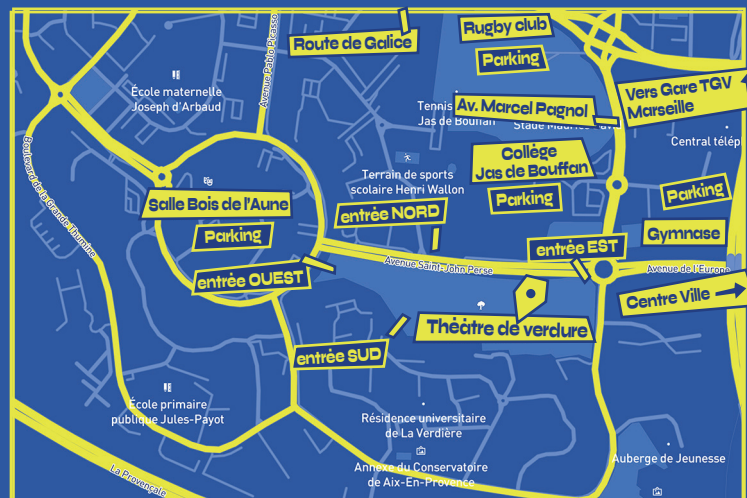 Route de Galice
Rugby club
Parking
Avenue Pablo Picasso
École maternelle
Joseph d'Arbaud
Tennis
Jas de Bouffan
Av. Marcel Pagnol
Vers Gare TGV
Marseille
Central télép
Collége
Jas de Bouffan
Parking
Terrain de sports
scolaire Henri Wallon
Boulevard de la Grande Thumine
Salle Bois de l'Aune
Parking
entrée NORD
Parking
Gymnase
entrée EST
entrée OUEST
Avenue Saint-John Perse
Avenue de l'Europe
Centre Ville
Théâtre de verdure
entrée SUD
École primaire
publique Jules-Payot
Résidence universitaire
de La Verdière
Annexe du Conservatoire
de Aix-En-Provence
Auberge de Jeunesse
La Provençale